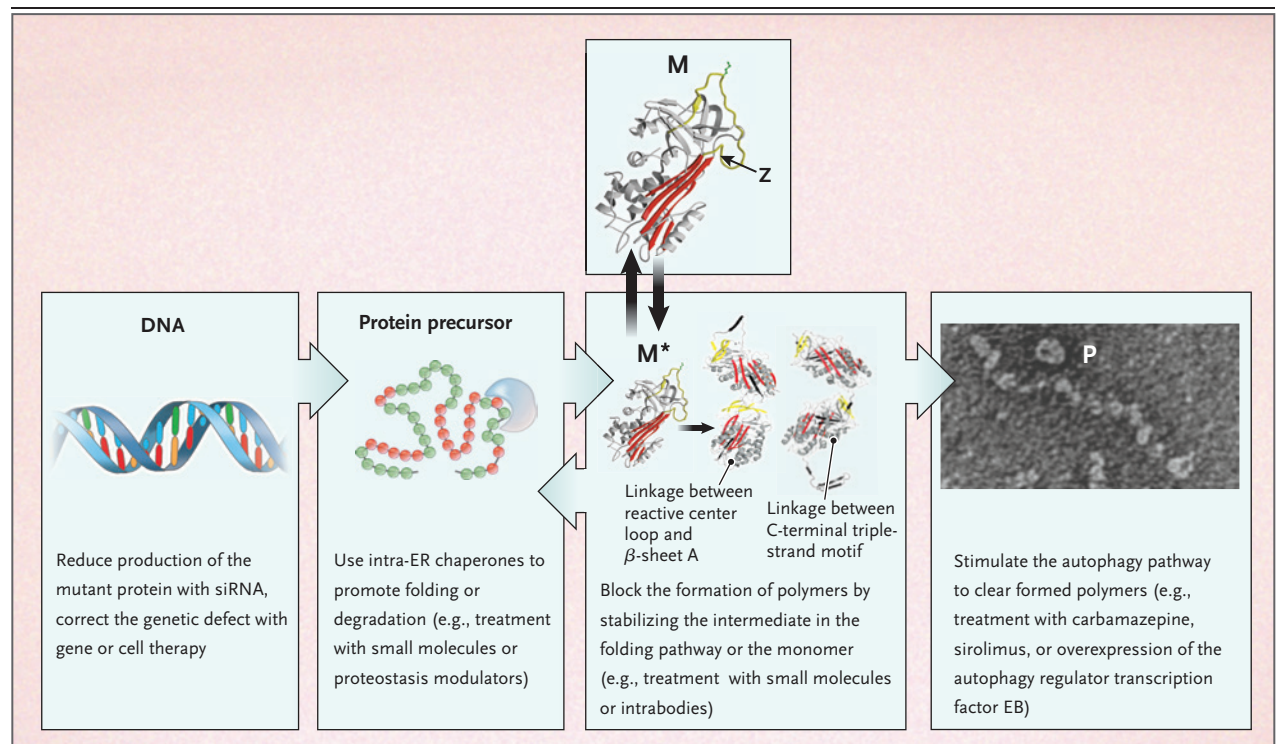 M
Z
DNA
Reduce production of the
mutant protein with siRNA,
correct the genetic defect with
gene or cell therapy
Protein precursor
Use intra-ER chaperones to
promote folding or
degradation (e.g., treatment
with small molecules or
proteostasis modulators)
M*
Linkage between
reactive center
loop and
β-sheet A
Linkage between
C-terminal triple-
strand motif
Block the formation of polymers by
stabilizing the intermediate in the
folding pathway or the monomer
(e.g., treatment with small molecules
or intrabodies)
P
Stimulate the autophagy pathway
to clear formed polymers (e.g.,
treatment with carbamazepine,
sirolimus, or overexpression of the
autophagy regulator transcription
factor EB)